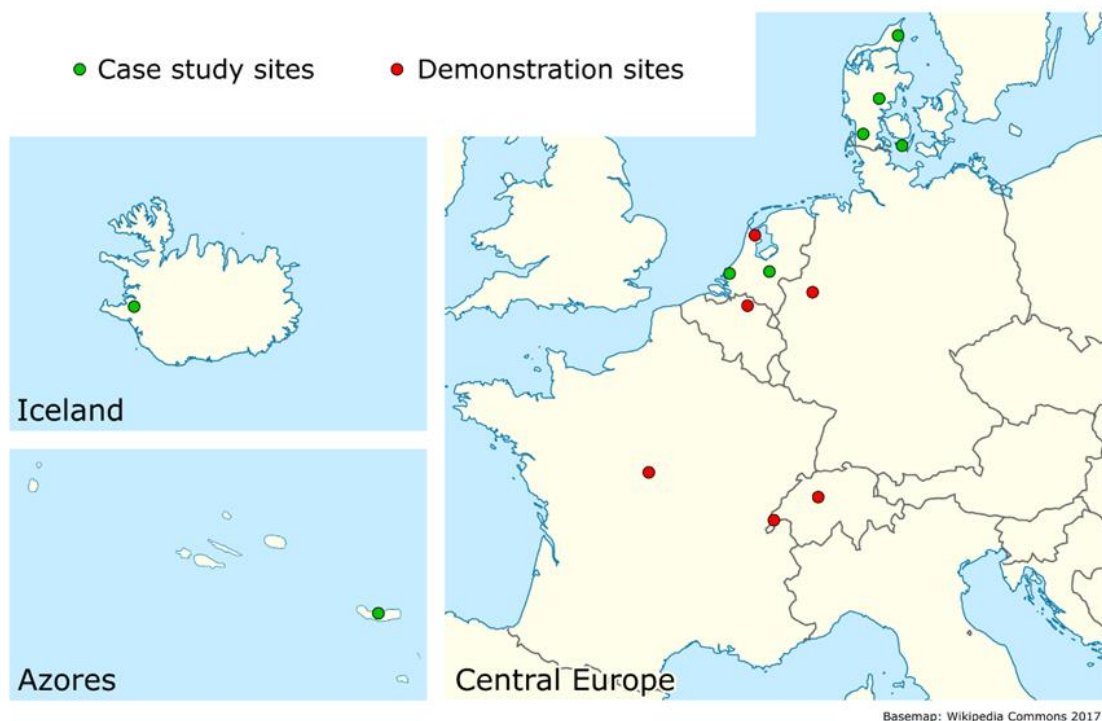 Case study sites
Demonstration sites
Iceland
Azores
Central Europe
Basemap: Wikipedia Commons 2017